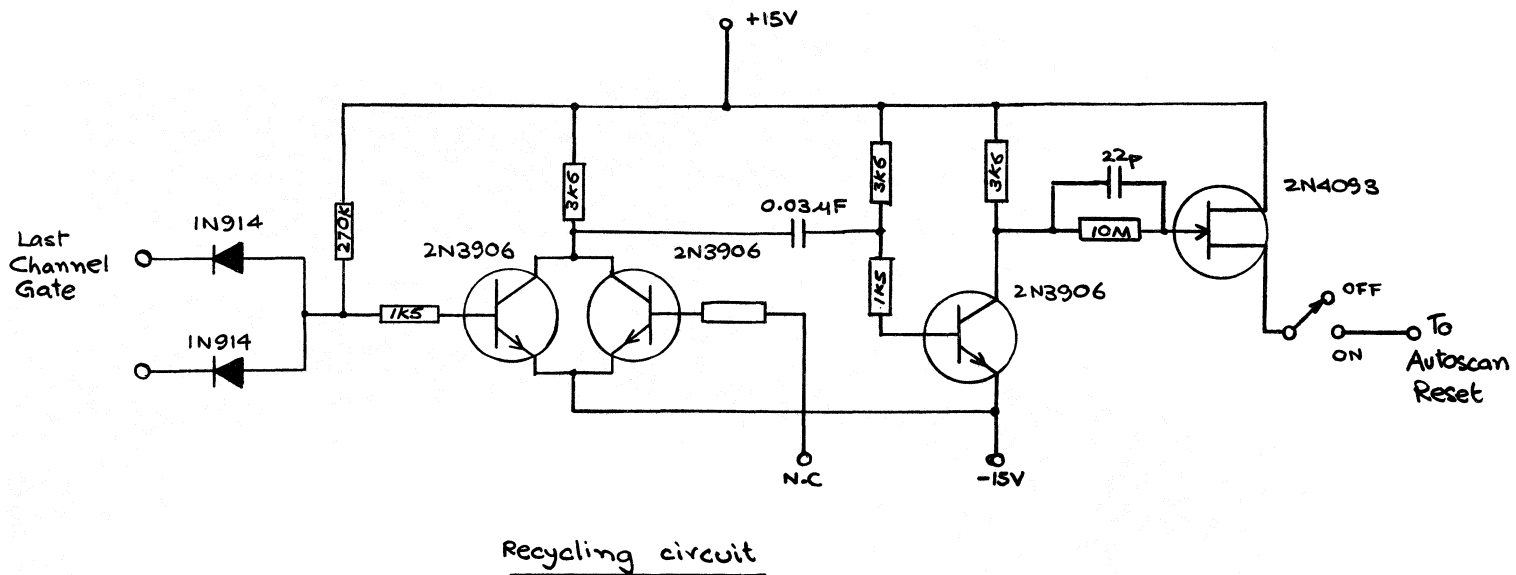 +15V
1N914
270K
3K6
3K6
3K6
22p
2N4093
Last
Channel
Gate
2N3906
2N3906
0.03µF
10M
1K5
1K5
1N914
2N3906
OFF
ON
To
Autoscan
Reset
N.C
-15V
Recycling circuit